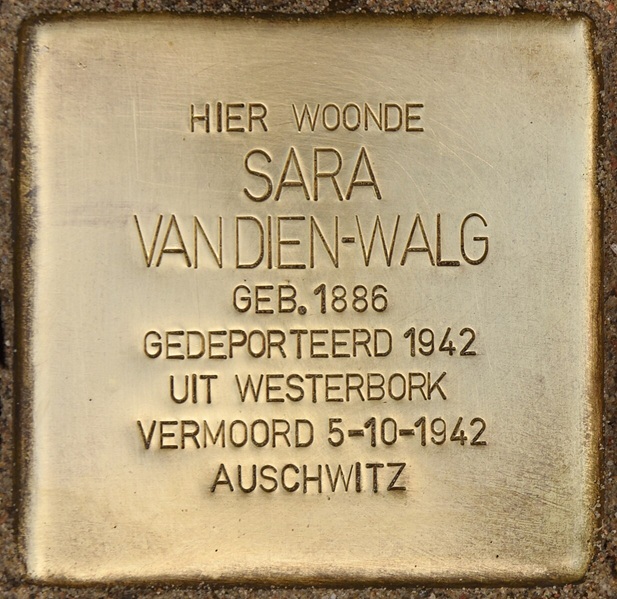 HIER WOONDE
SARA
VAN DIEN-WALG
GEB. 1886
GEDEPORTEERD 1942
UIT WESTERBORK
VERMOORD 5-10-1942
AUSCHWITZ